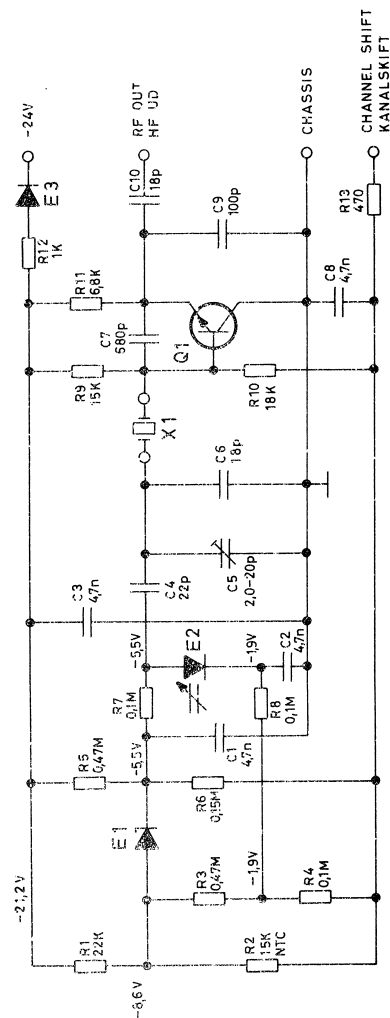 -21,2V
-24V
R1
22K
R5
0,47M
C3
4,7n
R9
15K
R11
6,8K
R12
1K
E3
-8,6V
E1
-5,5V
R7
0,1M
-5,5V
C4
22p
X1
C7
680p
C10
18p
RF OUT
HF UD
R3
0,47M
R6
0,15M
C1
4,7n
E2
C5
2,0-20p
C6
18p
Q1
C9
100p
-1,9V
-1,9V
R8
0,1M
C2
4,7n
R10
18K
CHASSIS
R2
15K
NTC
R4
0,1M
C8
4,7n
R13
470
CHANNEL SHIFT
KANALSKIFT